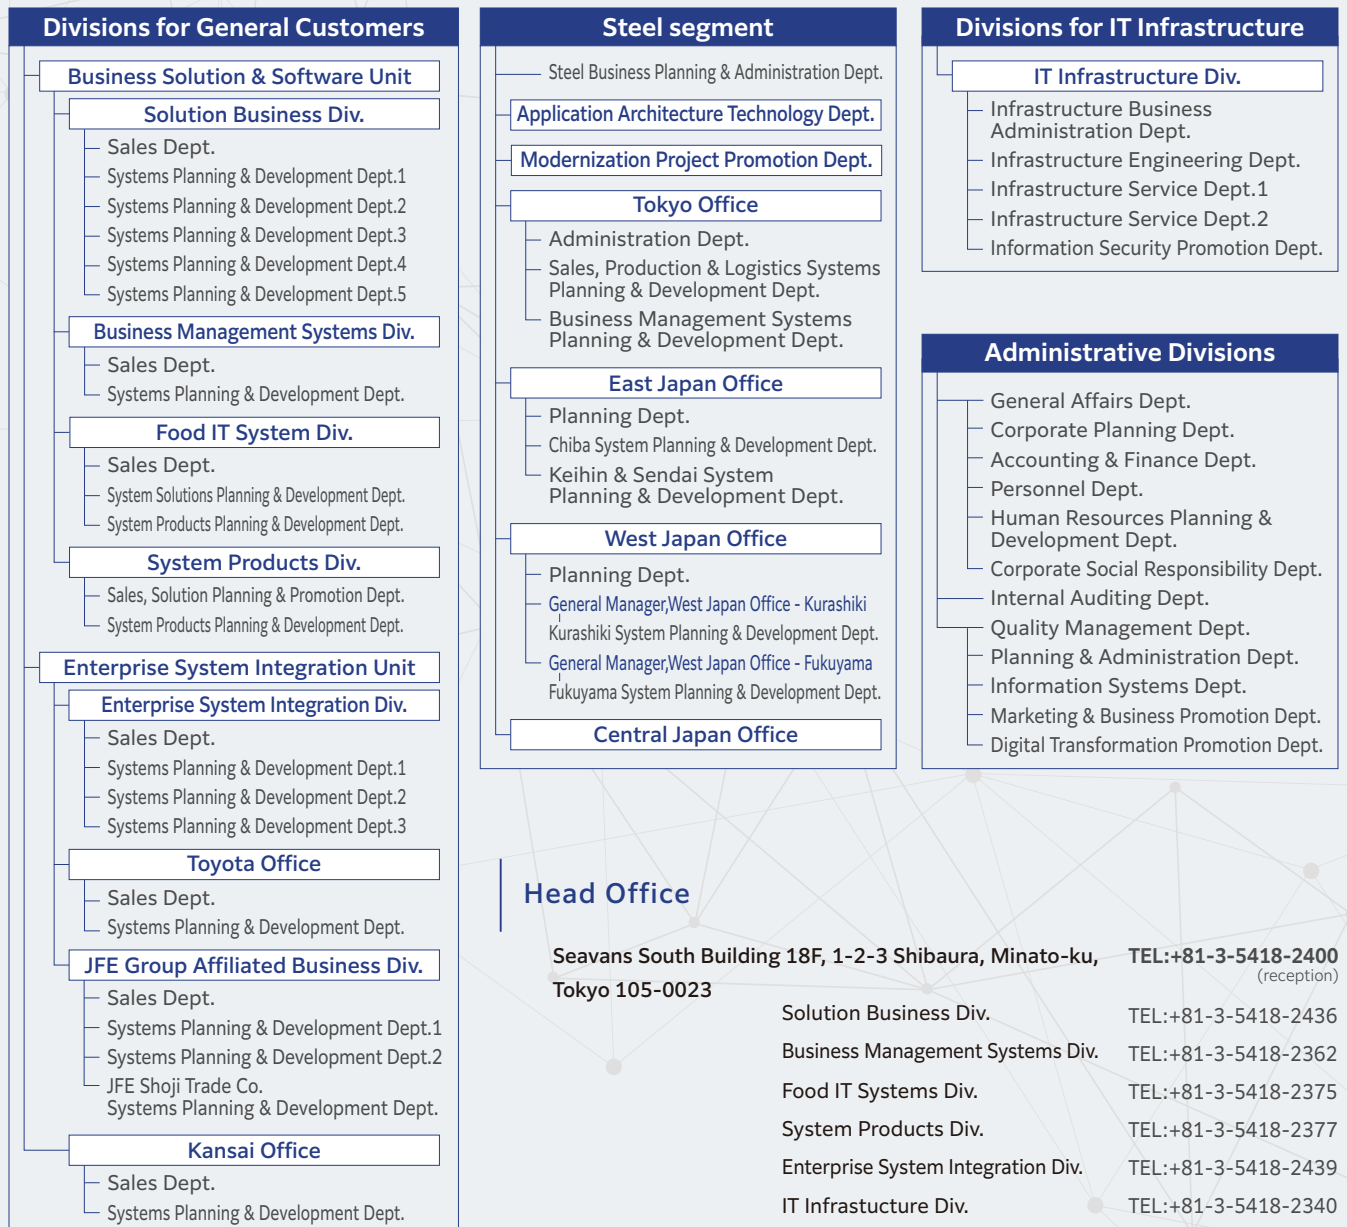 Divisions for General Customers
Business Solution & Software Unit
Solution Business Div.
Sales Dept.
Systems Planning & Development Dept.1
Systems Planning & Development Dept.2
Systems Planning & Development Dept.3
Systems Planning & Development Dept.4
Systems Planning & Development Dept.5
Business Management Systems Div.
Sales Dept.
Systems Planning & Development Dept.
Food IT System Div.
Sales Dept.
System Solutions Planning & Development Dept.
System Products Planning & Development Dept.
System Products Div.
Sales, Solution Planning & Promotion Dept.
System Products Planning & Development Dept.
Enterprise System Integration Unit
Enterprise System Integration Div.
Sales Dept.
Systems Planning & Development Dept.1
Systems Planning & Development Dept.2
Systems Planning & Development Dept.3
Toyota Office
Sales Dept.
Systems Planning & Development Dept.
JFE Group Affiliated Business Div.
Sales Dept.
Systems Planning & Development Dept.1
Systems Planning & Development Dept.2
JFE Shoji Trade Co.
Systems Planning & Development Dept.
Kansai Office
Sales Dept.
Systems Planning & Development Dept.
Steel segment
Steel Business Planning & Administration Dept.
Application Architecture Technology Dept.
Modernization Project Promotion Dept.
Tokyo Office
Administration Dept.
Sales, Production & Logistics Systems
Planning & Development Dept.
Business Management Systems
Planning & Development Dept.
East Japan Office
Planning Dept.
Chiba System Planning & Development Dept.
Keihin & Sendai System
Planning & Development Dept.
West Japan Office
Planning Dept.
General Manager,West Japan Office - Kurashiki
Kurashiki System Planning & Development Dept.
General Manager,West Japan Office - Fukuyama
Fukuyama System Planning & Development Dept.
Central Japan Office
Divisions for IT Infrastructure
IT Infrastructure Div.
Infrastructure Business
Administration Dept.
Infrastructure Engineering Dept.
Infrastructure Service Dept.1
Infrastructure Service Dept.2
Information Security Promotion Dept.
Administrative Divisions
General Affairs Dept.
Corporate Planning Dept.
Accounting & Finance Dept.
Personnel Dept.
Human Resources Planning &
Development Dept.
Corporate Social Responsibility Dept.
Internal Auditing Dept.
Quality Management Dept.
Planning & Administration Dept.
Information Systems Dept.
Marketing & Business Promotion Dept.
Digital Transformation Promotion Dept.
Head Office
Seavans South Building 18F, 1-2-3 Shibaura, Minato-ku, TEL:+81-3-5418-2400
(reception)
Tokyo 105-0023
Solution Business Div. TEL:+81-3-5418-2436
Business Management Systems Div. TEL:+81-3-5418-2362
Food IT Systems Div. TEL:+81-3-5418-2375
System Products Div. TEL:+81-3-5418-2377
Enterprise System Integration Div. TEL:+81-3-5418-2439
IT Infrastucture Div. TEL:+81-3-5418-2340